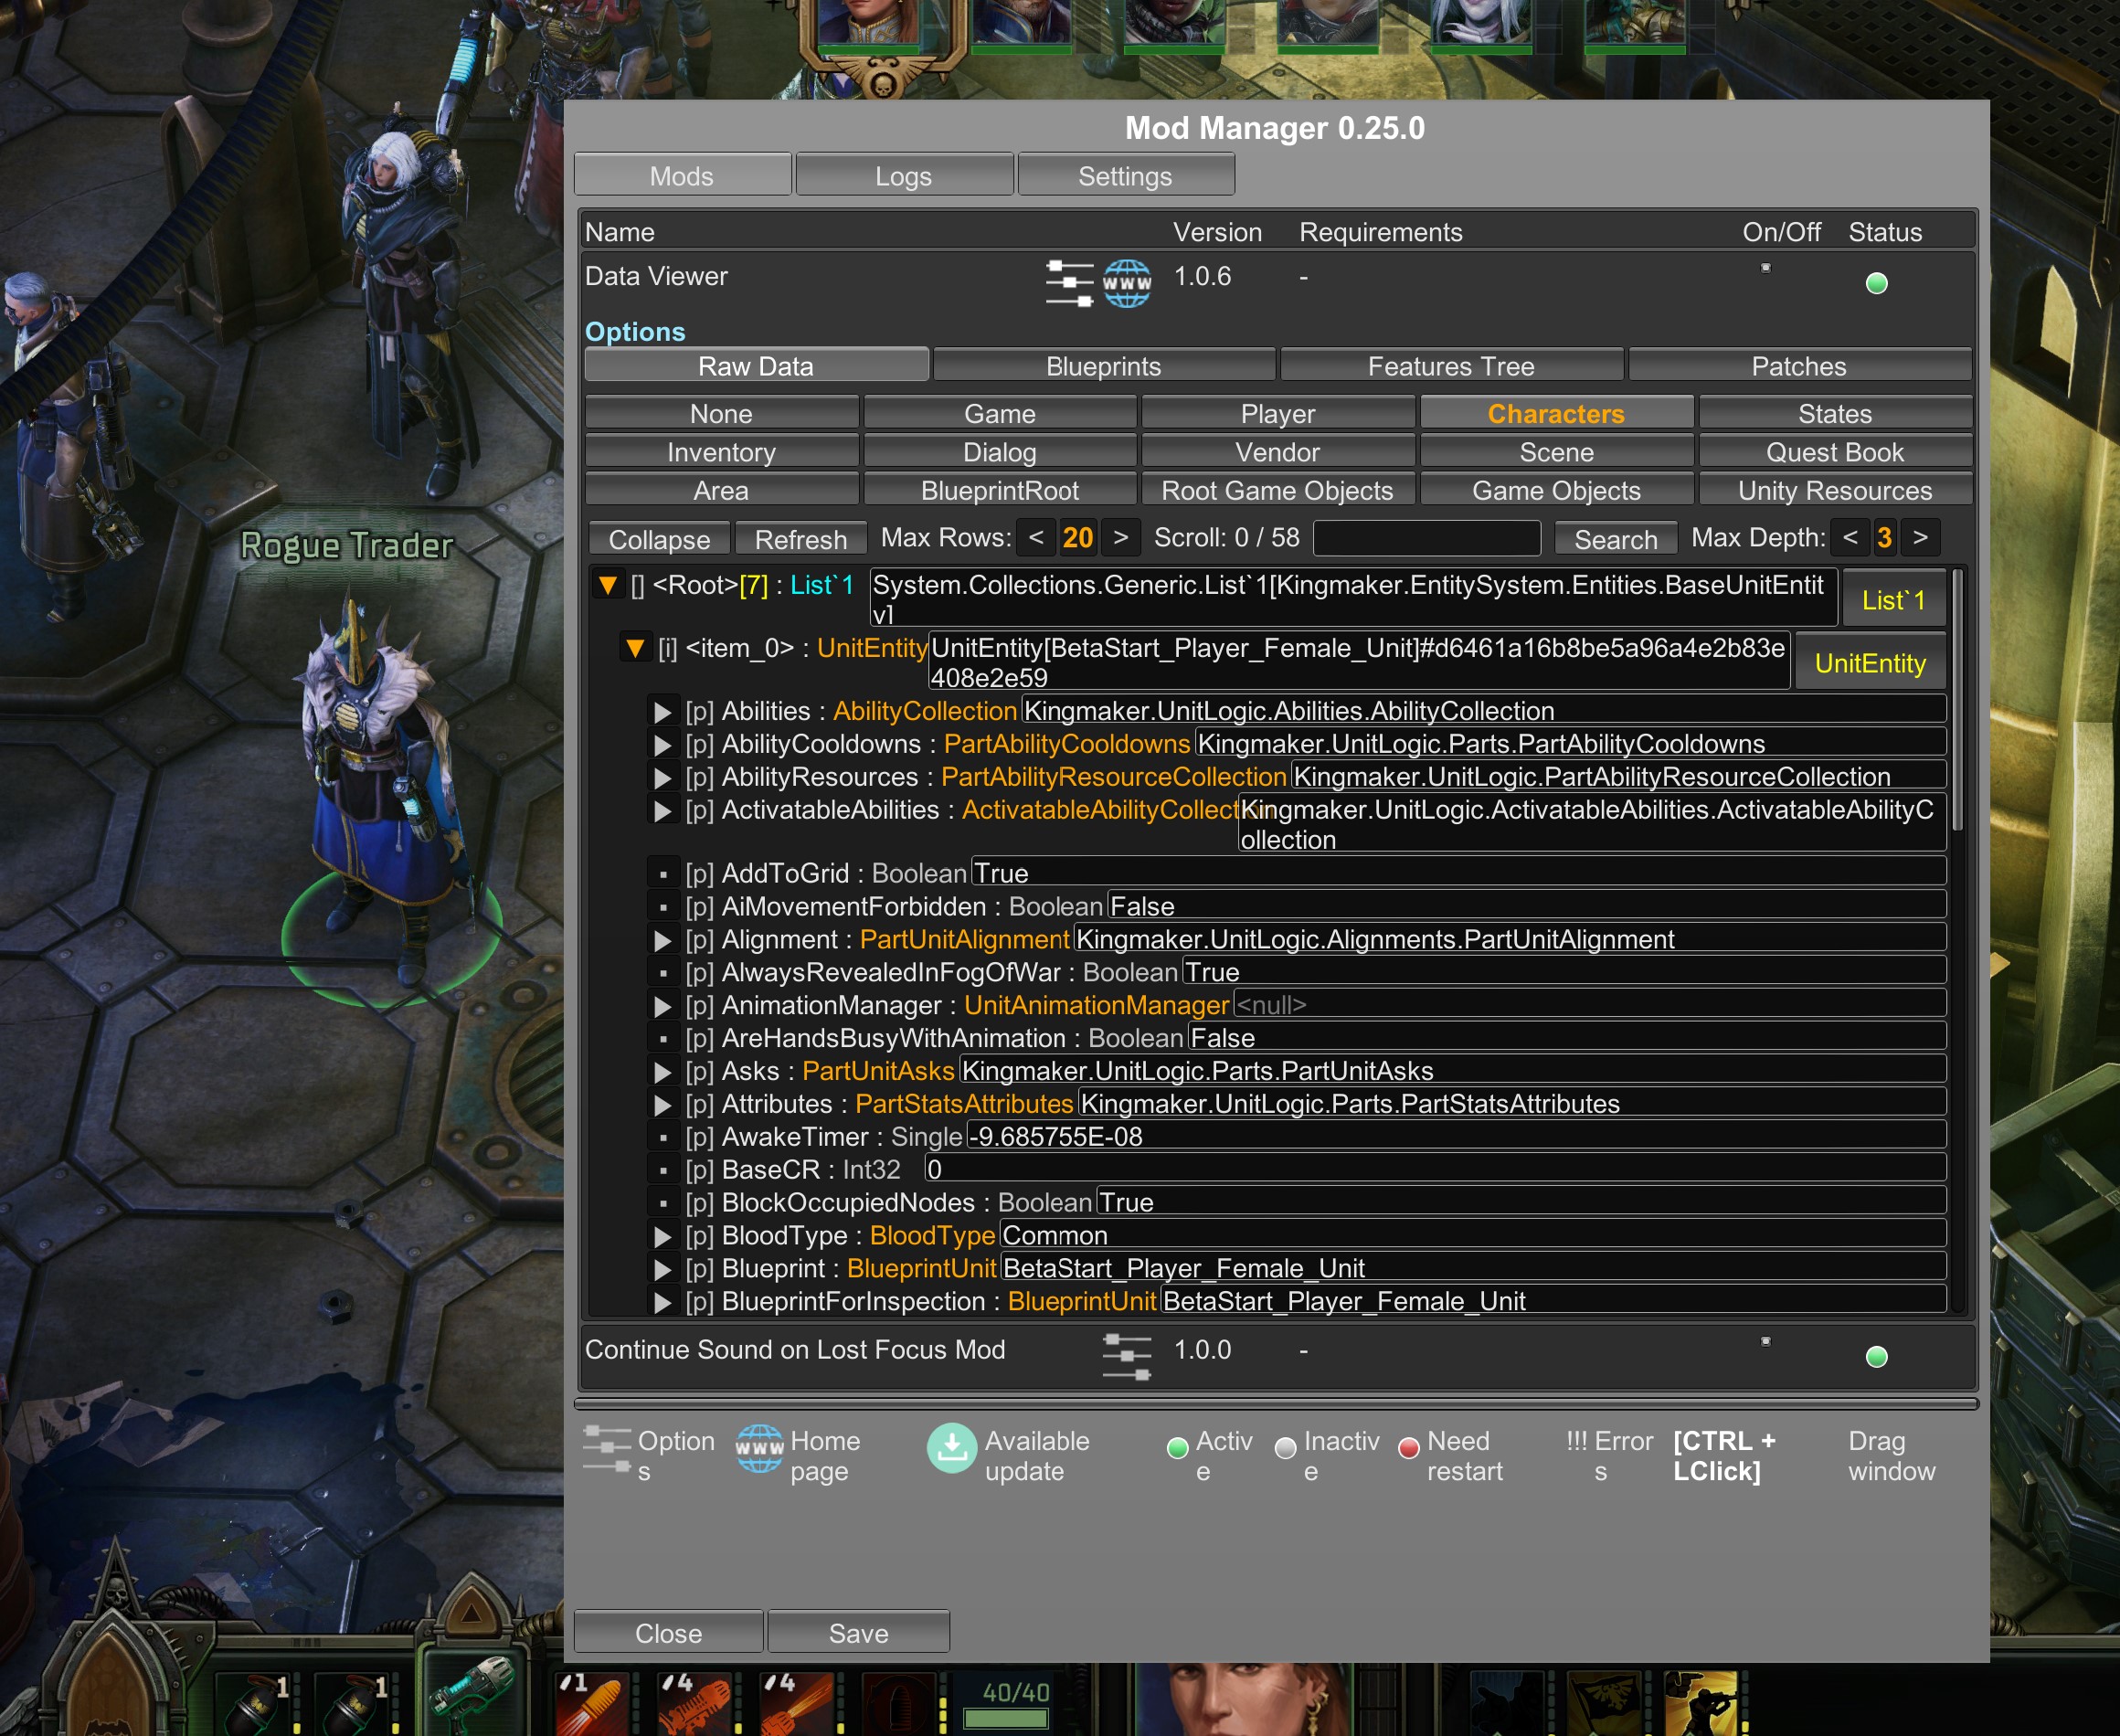 Mod Manager 0.25.0
Mods Logs Settings
Name Version Requirements On/Off Status
Data Viewer WWW 1.0.6 -
Options
Raw Data Blueprints Features Tree Patches
None Game Player Characters States
Inventory Dialog Vendor Scene Quest Book
Area BlueprintRoot Root Game Objects Game Objects Unity Resources
Collapse Refresh Max Rows: < 20 > Scroll: 0 / 58 Search Max Depth: < 3 >
Rogue Trader
▼ [] <Root>[7] : List`1 System.Collections.Generic.List`1[Kingmaker.EntitySystem.Entities.BaseUnitEntit
y] List`1
▼ [i] <item_0> : UnitEntity UnitEntity[BetaStart_Player_Female_Unit]#d6461a16b8be5a96a4e2b83e
408e2e59 UnitEntity
▶ [p] Abilities : AbilityCollection Kingmaker.UnitLogic.Abilities.AbilityCollection
▶ [p] AbilityCooldowns : PartAbilityCooldowns Kingmaker.UnitLogic.Parts.PartAbilityCooldowns
▶ [p] AbilityResources : PartAbilityResourceCollection Kingmaker.UnitLogic.PartAbilityResourceCollection
▶ [p] ActivatableAbilities : ActivatableAbilityCollection Kingmaker.UnitLogic.ActivatableAbilities.ActivatableAbilityC
ollection
[p] AddToGrid : Boolean True
[p] AiMovementForbidden : Boolean False
▶ [p] Alignment : PartUnitAlignment Kingmaker.UnitLogic.Alignments.PartUnitAlignment
[p] AlwaysRevealedInFogOfWar : Boolean True
▶ [p] AnimationManager : UnitAnimationManager <null>
[p] AreHandsBusyWithAnimation : Boolean False
▶ [p] Asks : PartUnitAsks Kingmaker.UnitLogic.Parts.PartUnitAsks
▶ [p] Attributes : PartStatsAttributes Kingmaker.UnitLogic.Parts.PartStatsAttributes
[p] AwakeTimer : Single -9.685755E-08
[p] BaseCR : Int32 0
[p] BlockOccupiedNodes : Boolean True
▶ [p] BloodType : BloodType Common
▶ [p] Blueprint : BlueprintUnit BetaStart_Player_Female_Unit
▶ [p] BlueprintForInspection : BlueprintUnit BetaStart_Player_Female_Unit
Continue Sound on Lost Focus Mod 1.0.0 -
Option WWW Home Available Activ Inactiv Need !!! Error [CTRL + Drag
s page update e e restart s LClick] window
Close Save
1 1 1 4 4 40/40